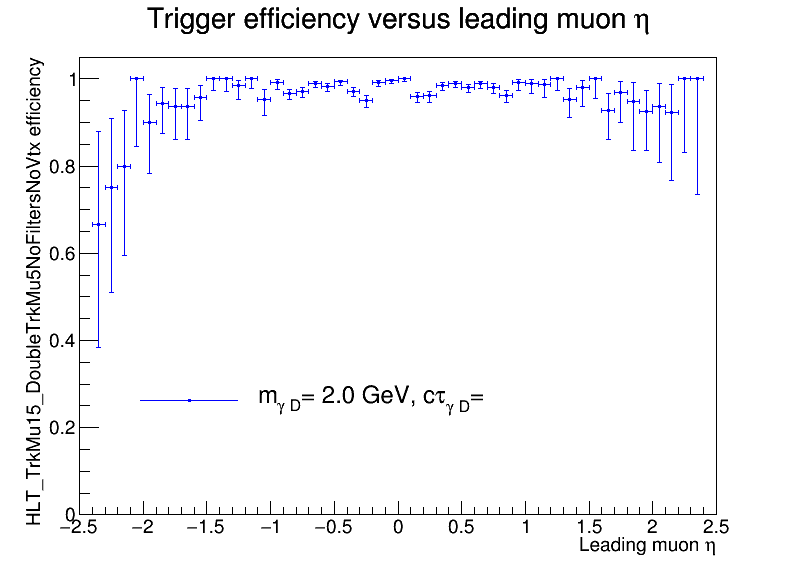 Trigger efficiency versus leading muon η
HLT_TrkMu15_DoubleTrkMu5NoFiltersNoVtx efficiency
1
0.8
0.6
0.4
0.2
0
m_γ D= 2.0 GeV, cτ_γ D=
−2.5 −2 −1.5 −1 −0.5 0 0.5 1 1.5 2 2.5
Leading muon η